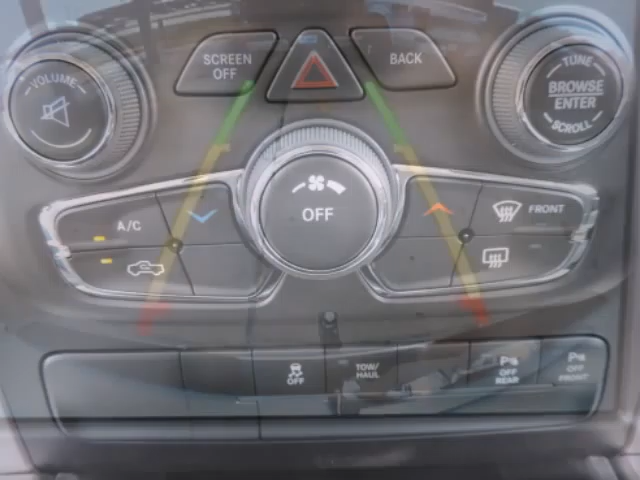 SCREEN
OFF
BACK
VOLUME
TUNE
BROWSE
ENTER
SCROLL
OFF
A/C
FRONT
OFF
TOW/
HAUL
OFF
REAR
OFF
FRONT